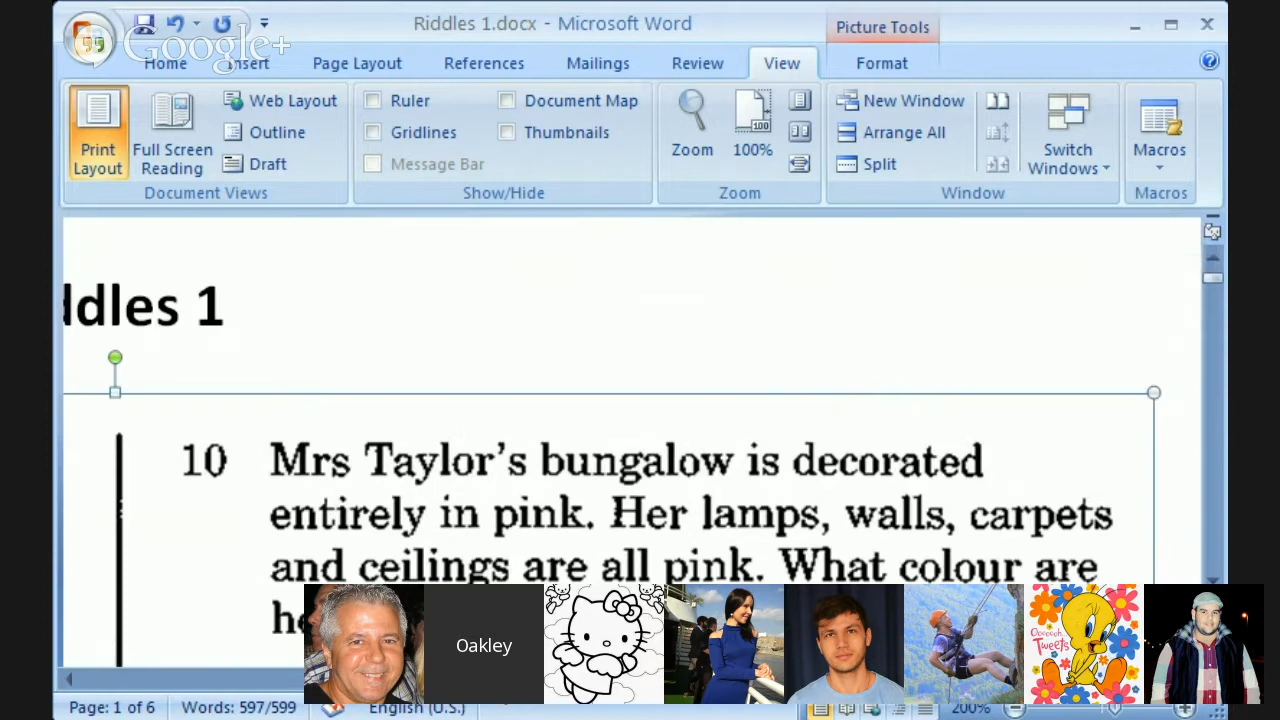 Riddles 1.docx - Microsoft Word
Picture Tools
Google+
Home
Insert
Page Layout
References
Mailings
Review
View
Format
Print Layout
Full Screen Reading
Web Layout
Outline
Draft
Document Views
Ruler
Gridlines
Message Bar
Document Map
Thumbnails
Show/Hide
Zoom
100%
Zoom
New Window
Arrange All
Split
Switch Windows
Window
Macros
Macros
ddles 1
10 Mrs Taylor's bungalow is decorated
entirely in pink. Her lamps, walls, carpets
and ceilings are all pink. What colour are
Oakley
Oooooh.
Tweets
Page: 1 of 6
Words: 597/599
English (U.S.)
200%